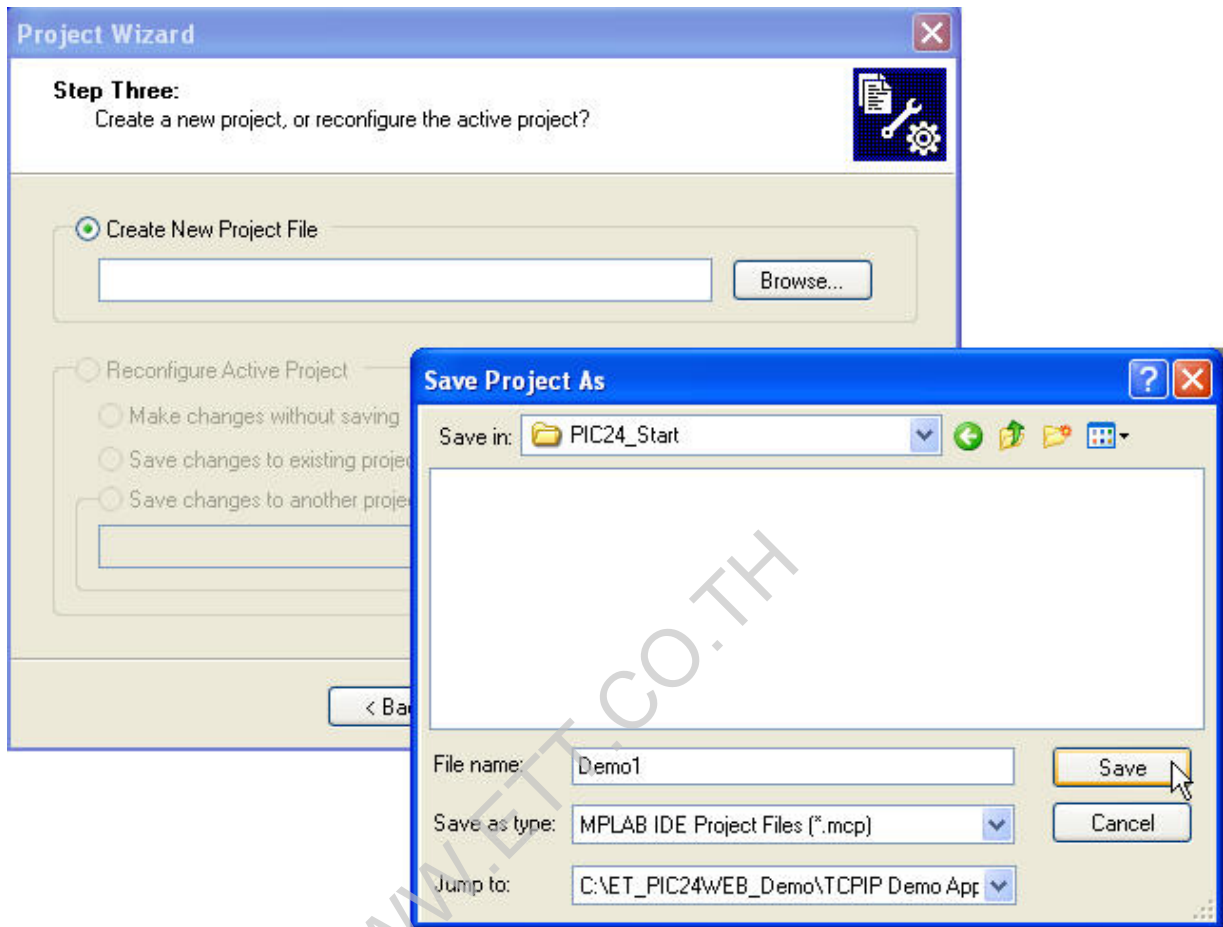 Project Wizard
Step Three:
Create a new project, or reconfigure the active project?
Create New Project File
Browse...
Reconfigure Active Project
Make changes without saving
Save changes to existing projec
Save changes to another proje
< Ba
Save Project As
Save in: PIC24_Start
File name: Demo1
Save
Save as type: MPLAB IDE Project Files (*.mcp)
Cancel
Jump to: C:\ET_PIC24WEB_Demo\TCPIP Demo App
WW.ETT.CO.TH